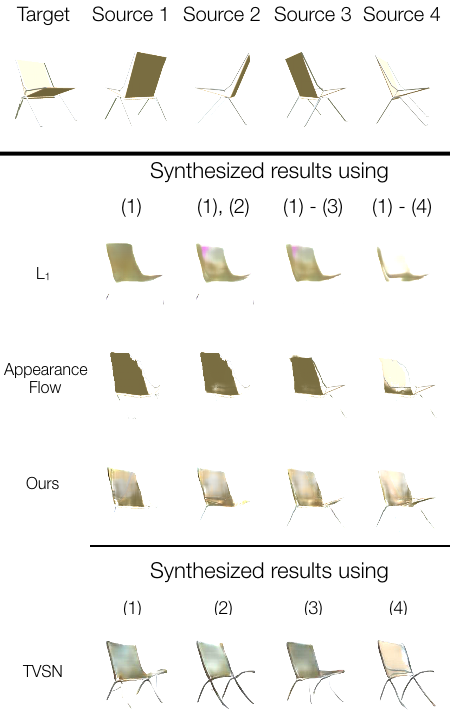 Target Source 1 Source 2 Source 3 Source 4
Synthesized results using
(1) (1), (2) (1) - (3) (1) - (4)
L₁
Appearance
Flow
Ours
Synthesized results using
(1) (2) (3) (4)
TVSN